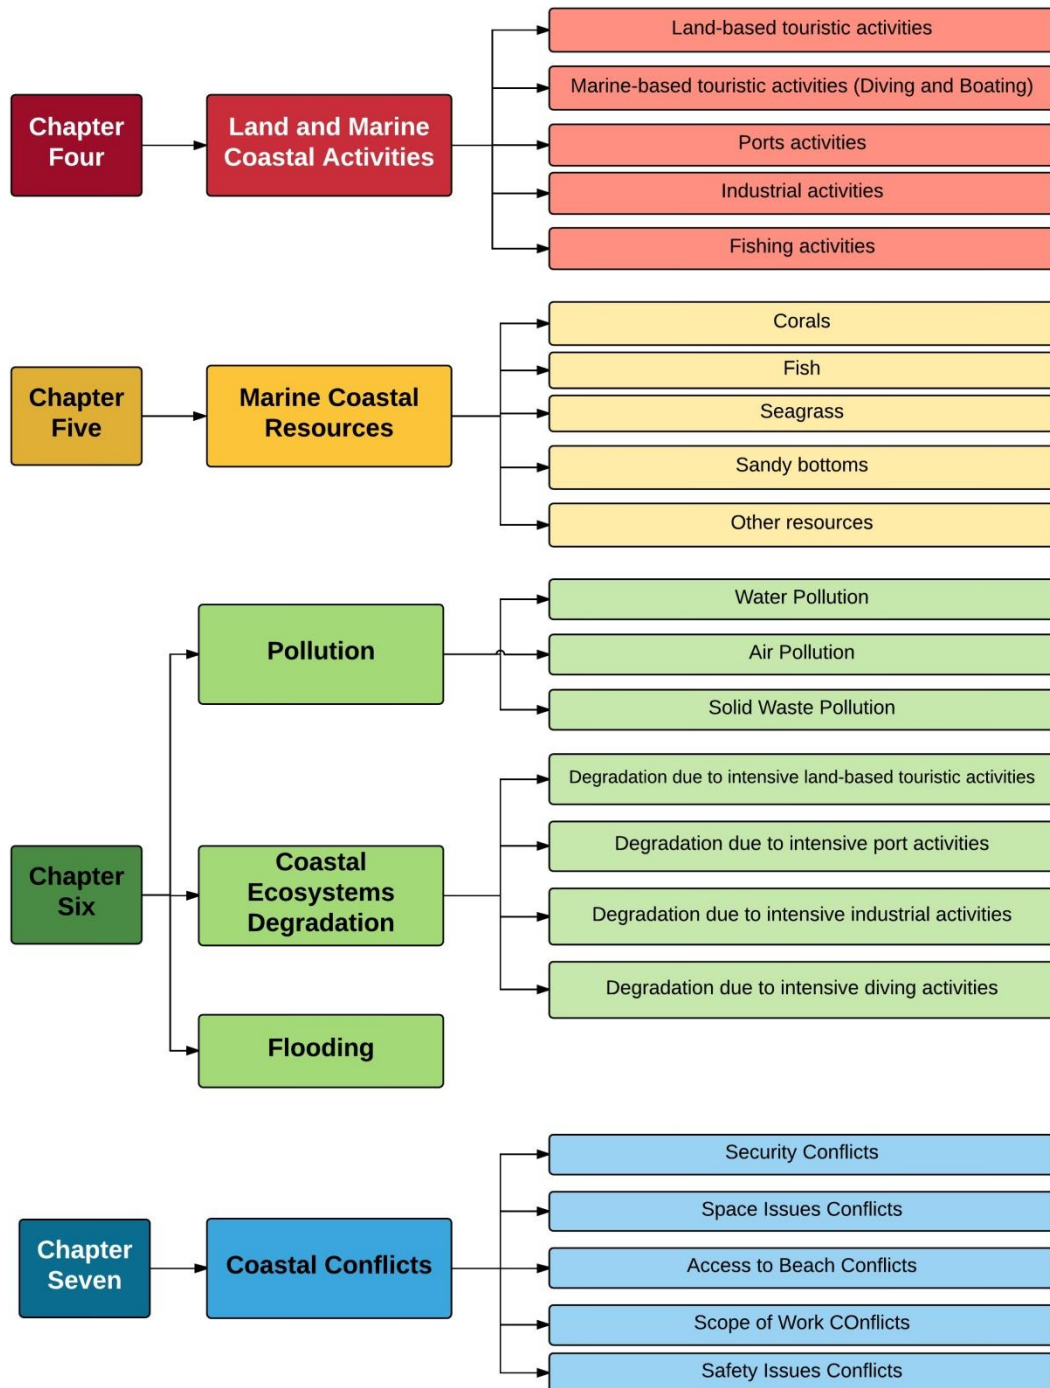 Chapter
Four
Land and Marine
Coastal Activities
Land-based touristic activities
Marine-based touristic activities (Diving and Boating)
Ports activities
Industrial activities
Fishing activities
Chapter
Five
Marine Coastal
Resources
Corals
Fish
Seagrass
Sandy bottoms
Other resources
Chapter
Six
Pollution
Water Pollution
Air Pollution
Solid Waste Pollution
Coastal
Ecosystems
Degradation
Degradation due to intensive land-based touristic activities
Degradation due to intensive port activities
Degradation due to intensive industrial activities
Degradation due to intensive diving activities
Flooding
Chapter
Seven
Coastal Conflicts
Security Conflicts
Space Issues Conflicts
Access to Beach Conflicts
Scope of Work COnflicts
Safety Issues Conflicts